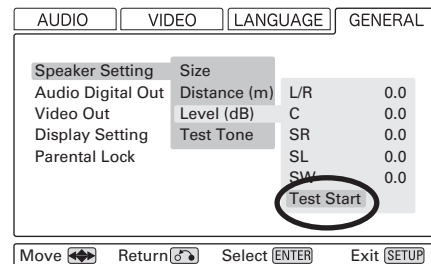 AUDIO VIDEO LANGUAGE GENERAL
Speaker Setting Size
Audio Digital Out Distance (m) L/R 0.0
Video Out Level (dB) C 0.0
Display Setting Test Tone SR 0.0
Parental Lock SL 0.0
SW 0.0
Test Start
Move Return Select ENTER Exit SETUP